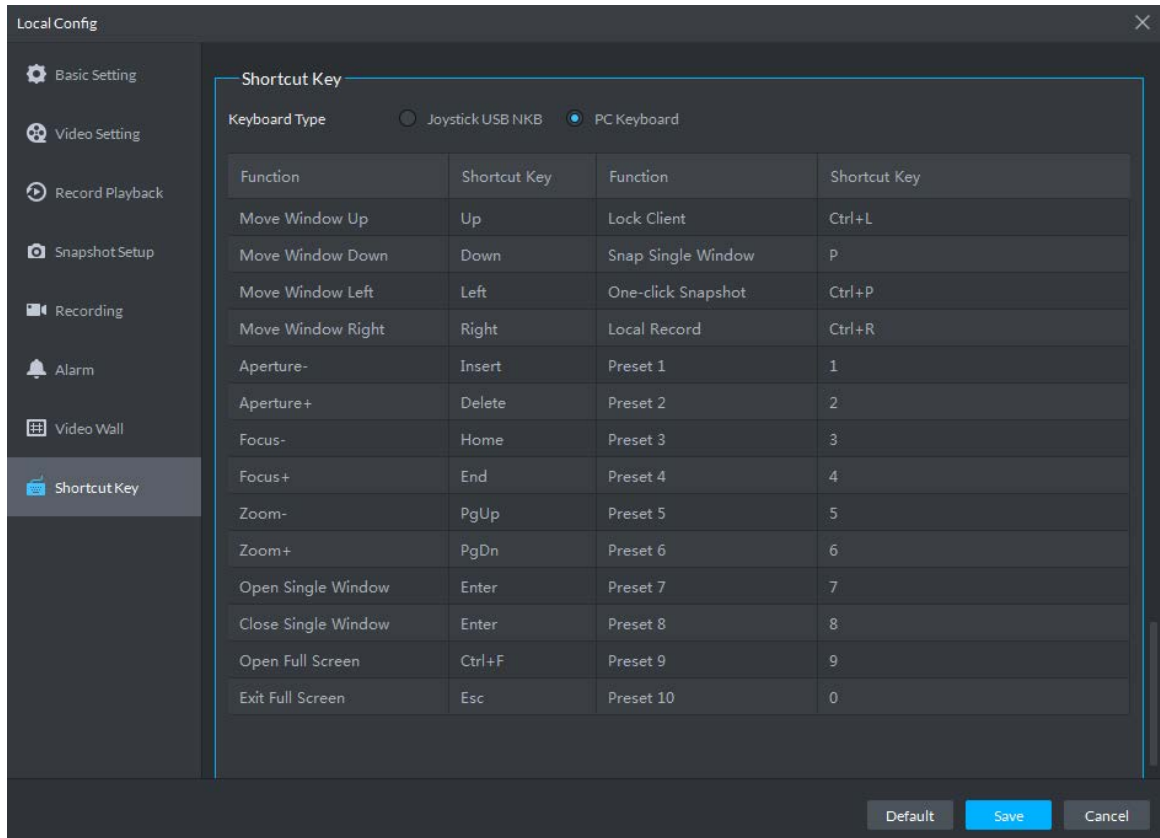 Local Config
Basic Setting
Video Setting
Record Playback
Snapshot Setup
Recording
Alarm
Video Wall
Shortcut Key
Shortcut Key
Keyboard Type Joystick USB NKB PC Keyboard
Function Shortcut Key Function Shortcut Key
Move Window Up Up Lock Client Ctrl+L
Move Window Down Down Snap Single Window P
Move Window Left Left One-click Snapshot Ctrl+P
Move Window Right Right Local Record Ctrl+R
Aperture- Insert Preset 1 1
Aperture+ Delete Preset 2 2
Focus- Home Preset 3 3
Focus+ End Preset 4 4
Zoom- PgUp Preset 5 5
Zoom+ PgDn Preset 6 6
Open Single Window Enter Preset 7 7
Close Single Window Enter Preset 8 8
Open Full Screen Ctrl+F Preset 9 9
Exit Full Screen Esc Preset 10 0
Default Save Cancel